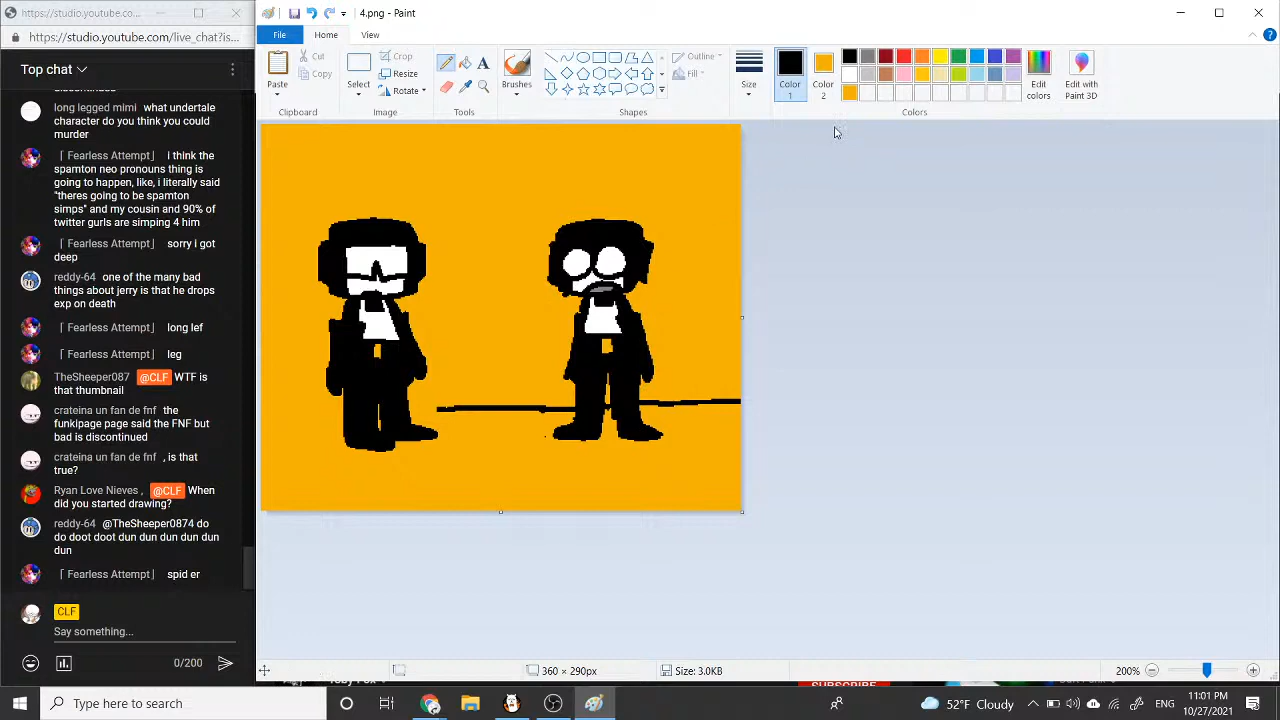 https://studio.youtube.com/live_chat?is...
https://studio.youtube.com/live_chat?is...
Top chat
long legged mimi what undertale
character do you think you could
murder
「 Fearless Attempt」 i think the
spamton neo pronouns thing is
going to happen, like, i literally said
"theres going to be spamton
simps" and my cousin and 90% of
twitter gurls are simping 4 him
「 Fearless Attempt」 sorry i got
deep
reddy-64 one of the many bad
things about jerry is that he drops
exp on death
「 Fearless Attempt」 long lef
「 Fearless Attempt」 leg
TheSheeper087 @CLF WTF is
that thumbnail
crateina un fan de fnf the
funkipage page said the FNF but
bad is discontinued
crateina un fan de fnf , is that
true?
Ryan Love Nieves , @CLF When
did you started drawing?
reddy-64 @TheSheeper0874 do
do doot doot dun dun dun dun dun
dun
「 Fearless Attempt」 spid er
CLF
Say something...
0/200
4.png - Paint
File
Home
View
Paste
Cut
Copy
Clipboard
Select
Crop
Resize
Rotate
Image
A
Tools
Brushes
Outline
Fill
Shapes
Size
Color
1
Color
2
Edit
colors
Edit with
Paint 3D
Colors
360 × 290px
Size: 3.0KB
200%
SUBSCRIBE
Type here to search
52°F Cloudy
ENG
11:01 PM
10/27/2021